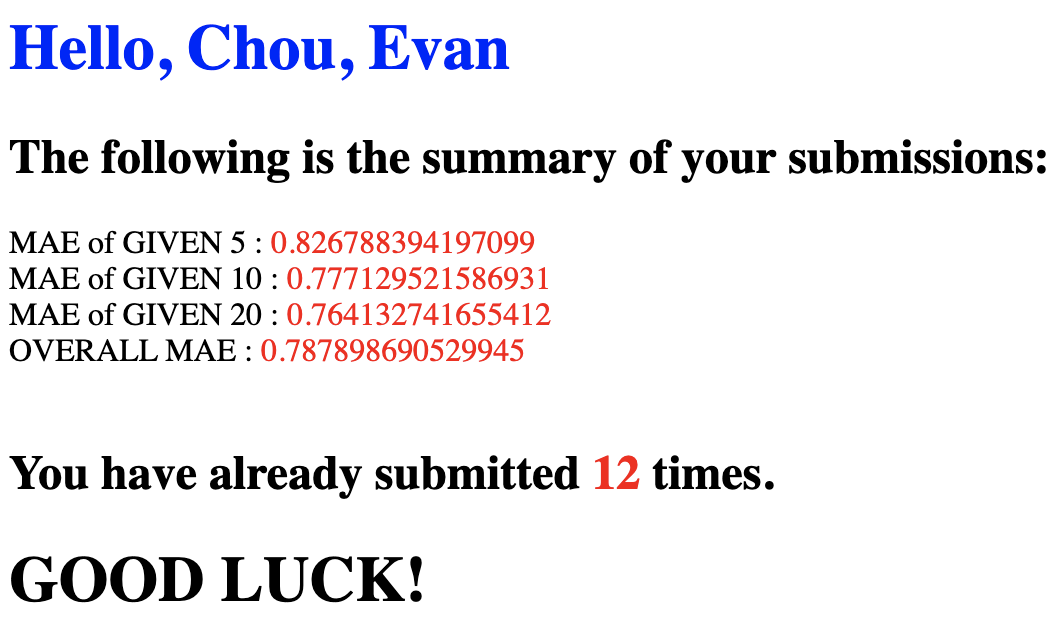 Hello, Chou, Evan
The following is the summary of your submissions:
MAE of GIVEN 5 : 0.826788394197099
MAE of GIVEN 10 : 0.777129521586931
MAE of GIVEN 20 : 0.764132741655412
OVERALL MAE : 0.787898690529945
You have already submitted 12 times.
GOOD LUCK!